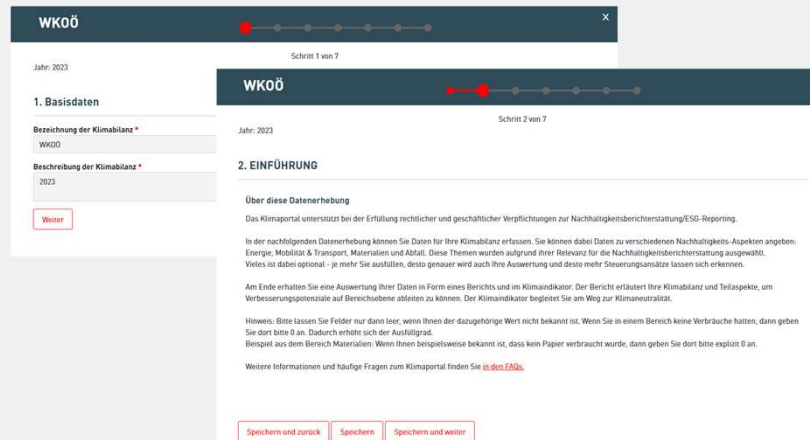 WKOÖ
X
Schritt 1 von 7
Jahr: 2023
1. Basisdaten
Bezeichnung der Klimabilanz *
WKOÖ
Beschreibung der Klimabilanz *
2023
Weiter
WKOÖ
Schritt 2 von 7
Jahr: 2023
2. EINFÜHRUNG
Über diese Datenerhebung
Das Klimaportal unterstützt bei der Erfüllung rechtlicher und geschäftlicher Verpflichtungen zur Nachhaltigkeitsberichterstattung/ESG-Reporting.
In der nachfolgenden Datenerhebung können Sie Daten für Ihre Klimabilanz erfassen. Sie können dabei Daten zu verschiedenen Nachhaltigkeits-Aspekten angeben:
Energie, Mobilität & Transport, Materialien und Abfall. Diese Themen wurden aufgrund ihrer Relevanz für die Nachhaltigkeitsberichterstattung ausgewählt.
Vieles ist dabei optional - je mehr Sie ausfüllen, desto genauer wird auch Ihre Auswertung und desto mehr Steuerungsansätze lassen sich erkennen.
Am Ende erhalten Sie eine Auswertung Ihrer Daten in Form eines Berichts und im Klimaindikator. Der Bericht erläutert Ihre Klimabilanz und Teilaspekte, um
Verbesserungspotenziale auf Bereichsebene ableiten zu können. Der Klimaindikator begleitet Sie am Weg zur Klimaneutralität.
Hinweis: Bitte lassen Sie Felder nur dann leer, wenn Ihnen der dazugehörige Wert nicht bekannt ist. Wenn Sie in einem Bereich keine Verbräuche hatten, dann geben
Sie dort bitte 0 an. Dadurch erhöht sich der Ausfüllgrad.
Beispiel aus dem Bereich Materialien: Wenn Ihnen beispielsweise bekannt ist, dass kein Papier verbraucht wurde, dann geben Sie dort bitte explizit 0 an.
Weitere Informationen und häufige Fragen zum Klimaportal finden Sie in den FAQs.
Speichern und zurück
Speichern
Speichern und weiter